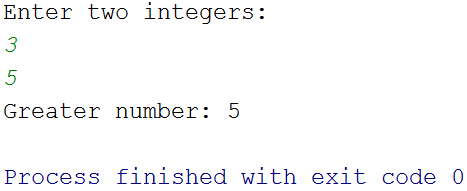 Enter two integers:
3
5
Greater number: 5
Process finished with exit code 0